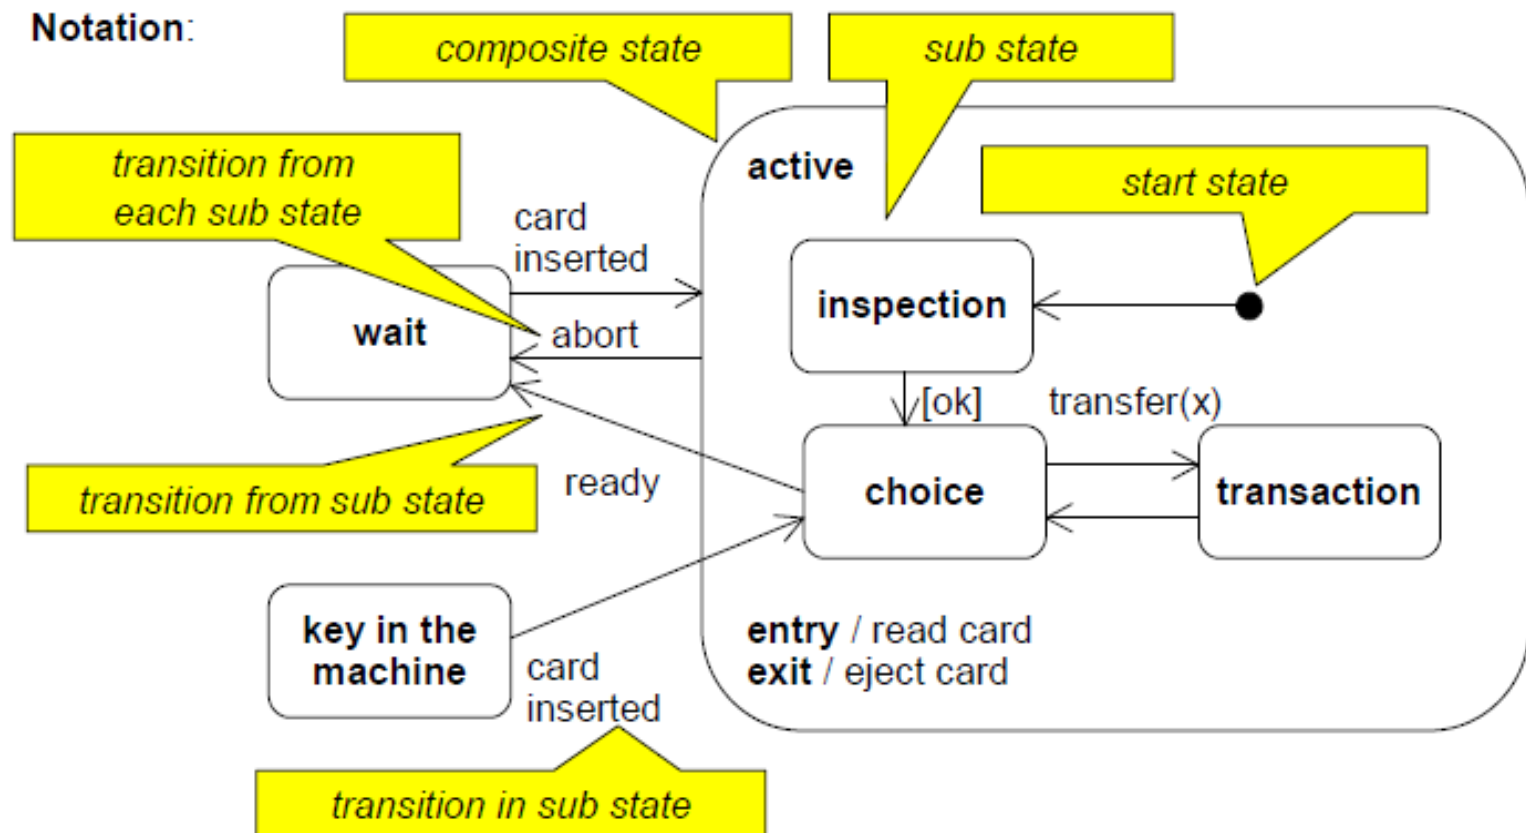 Notation:
composite state
sub state
transition from
each sub state
active
start state
card
inserted
inspection
wait
abort
[ok]
transfer(x)
transition from sub state
ready
choice
transaction
key in the
machine
entry / read card
exit / eject card
card
inserted
transition in sub state